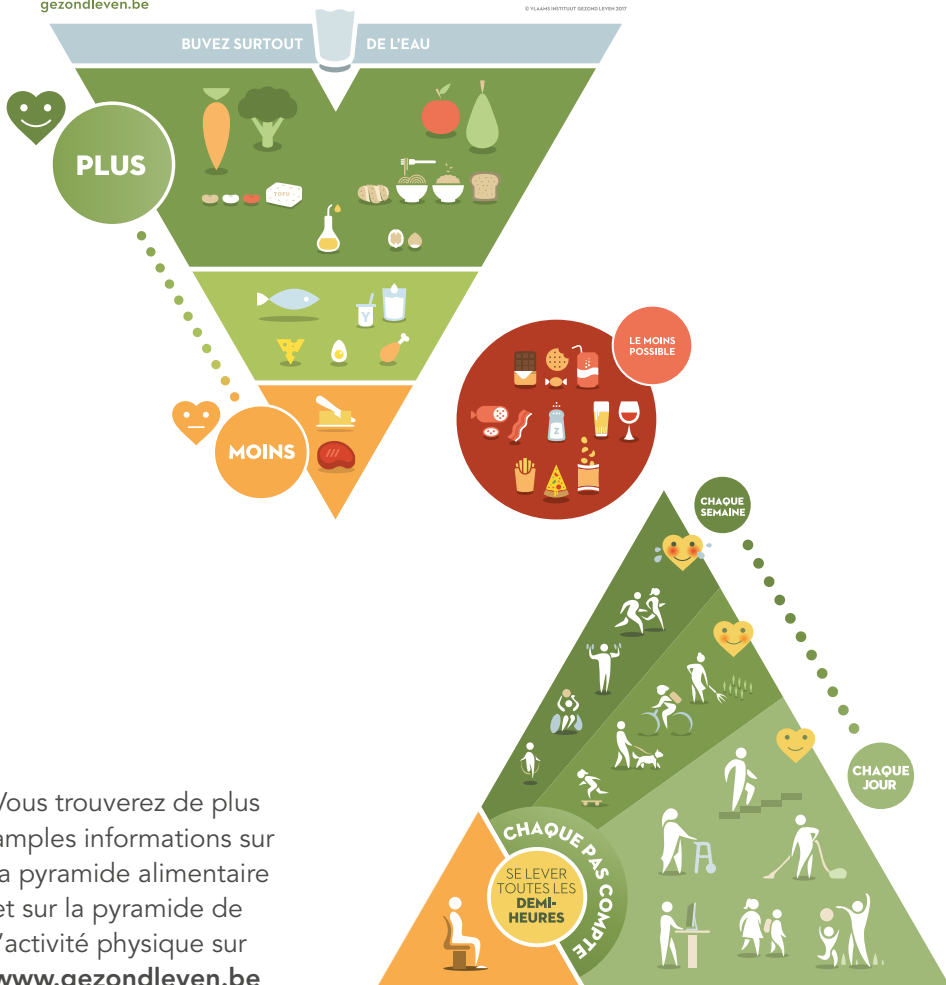 gezondleven.be
© VLAAMS INSTITUUT GEZOND LEVEN 2017
BUVEZ SURTOUT DE L'EAU
PLUS
TOFU
Y
LE MOINS
POSSIBLE
Z
MOINS
CHAQUE
SEMAINE
CHAQUE
JOUR
CHAQUE PAS COMPTE
SE LEVER
TOUTES LES
DEMI-
HEURES
Vous trouverez de plus
amples informations sur
la pyramide alimentaire
et sur la pyramide de
l'activité physique sur
www.gezondleven.be